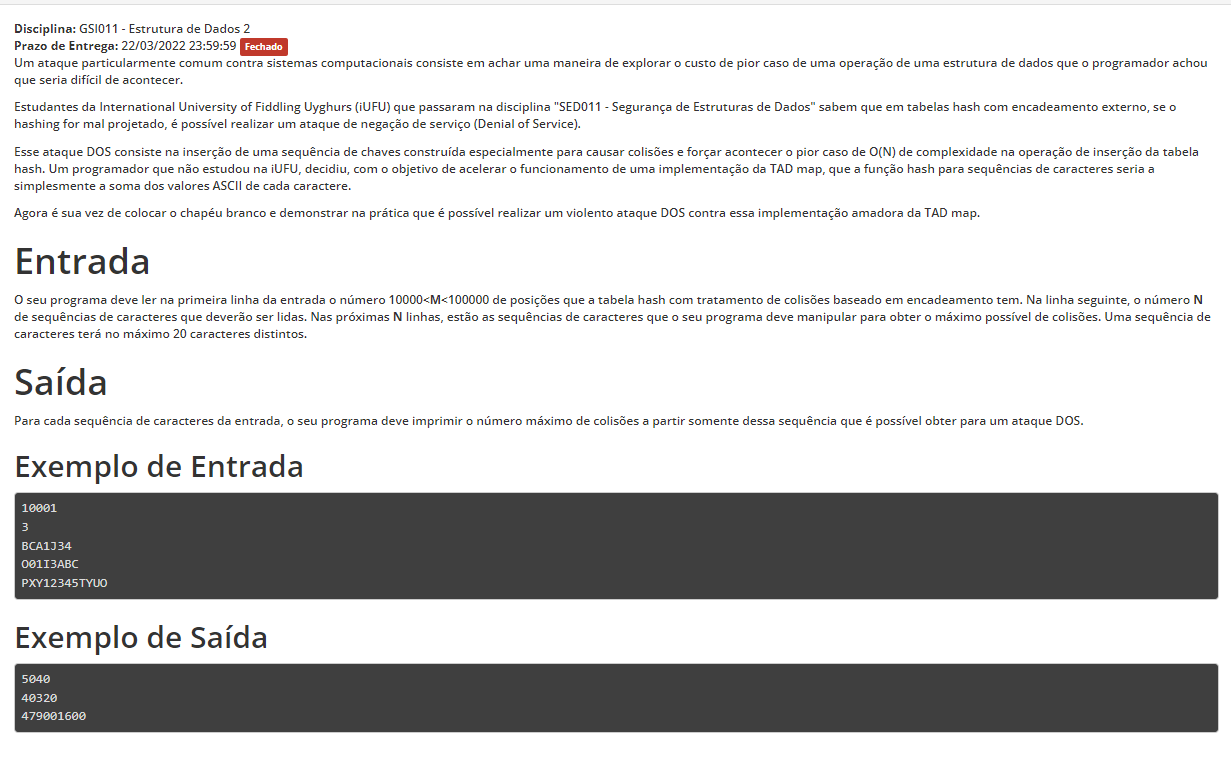 Disciplina: GSI011 - Estrutura de Dados 2
Prazo de Entrega: 22/03/2022 23:59:59 Fechado
Um ataque particularmente comum contra sistemas computacionais consiste em achar uma maneira de explorar o custo de pior caso de uma operação de uma estrutura de dados que o programador achou
que seria difícil de acontecer.
Estudantes da International University of Fiddling Uyghurs (iUFU) que passaram na disciplina "SED011 - Segurança de Estruturas de Dados" sabem que em tabelas hash com encadeamento externo, se o
hashing for mal projetado, é possível realizar um ataque de negação de serviço (Denial of Service).
Esse ataque DOS consiste na inserção de uma sequência de chaves construída especialmente para causar colisões e forçar acontecer o pior caso de O(N) de complexidade na operação de inserção da tabela
hash. Um programador que não estudou na iUFU, decidiu, com o objetivo de acelerar o funcionamento de uma implementação da TAD map, que a função hash para sequências de caracteres seria a
simplesmente a soma dos valores ASCII de cada caractere.
Agora é sua vez de colocar o chapéu branco e demonstrar na prática que é possível realizar um violento ataque DOS contra essa implementação amadora da TAD map.
Entrada
O seu programa deve ler na primeira linha da entrada o número 10000<M<100000 de posições que a tabela hash com tratamento de colisões baseado em encadeamento tem. Na linha seguinte, o número N
de sequências de caracteres que deverão ser lidas. Nas próximas N linhas, estão as sequências de caracteres que o seu programa deve manipular para obter o máximo possível de colisões. Uma sequência de
caracteres terá no máximo 20 caracteres distintos.
Saída
Para cada sequência de caracteres da entrada, o seu programa deve imprimir o número máximo de colisões a partir somente dessa sequência que é possível obter para um ataque DOS.
Exemplo de Entrada
10001
3
BCA1J34
O01I3ABC
PXY12345TYUO
Exemplo de Saída
5040
40320
479001600